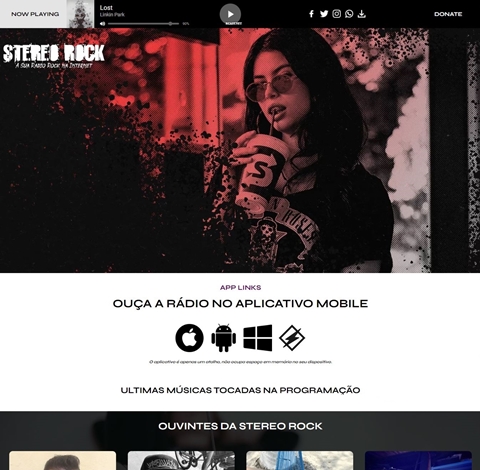 NOW PLAYING
Lost
Linkin Park
DONATE
STEREO ROCK
A SUA RÁDIO ROCK NA INTERNET
S
APP LINKS
OUÇA A RÁDIO NO APLICATIVO MOBILE
O aplicativo é apenas um atalho, não ocupa espaço em memória no seu dispositivo.
ULTIMAS MÚSICAS TOCADAS NA PROGRAMAÇÃO
OUVINTES DA STEREO ROCK